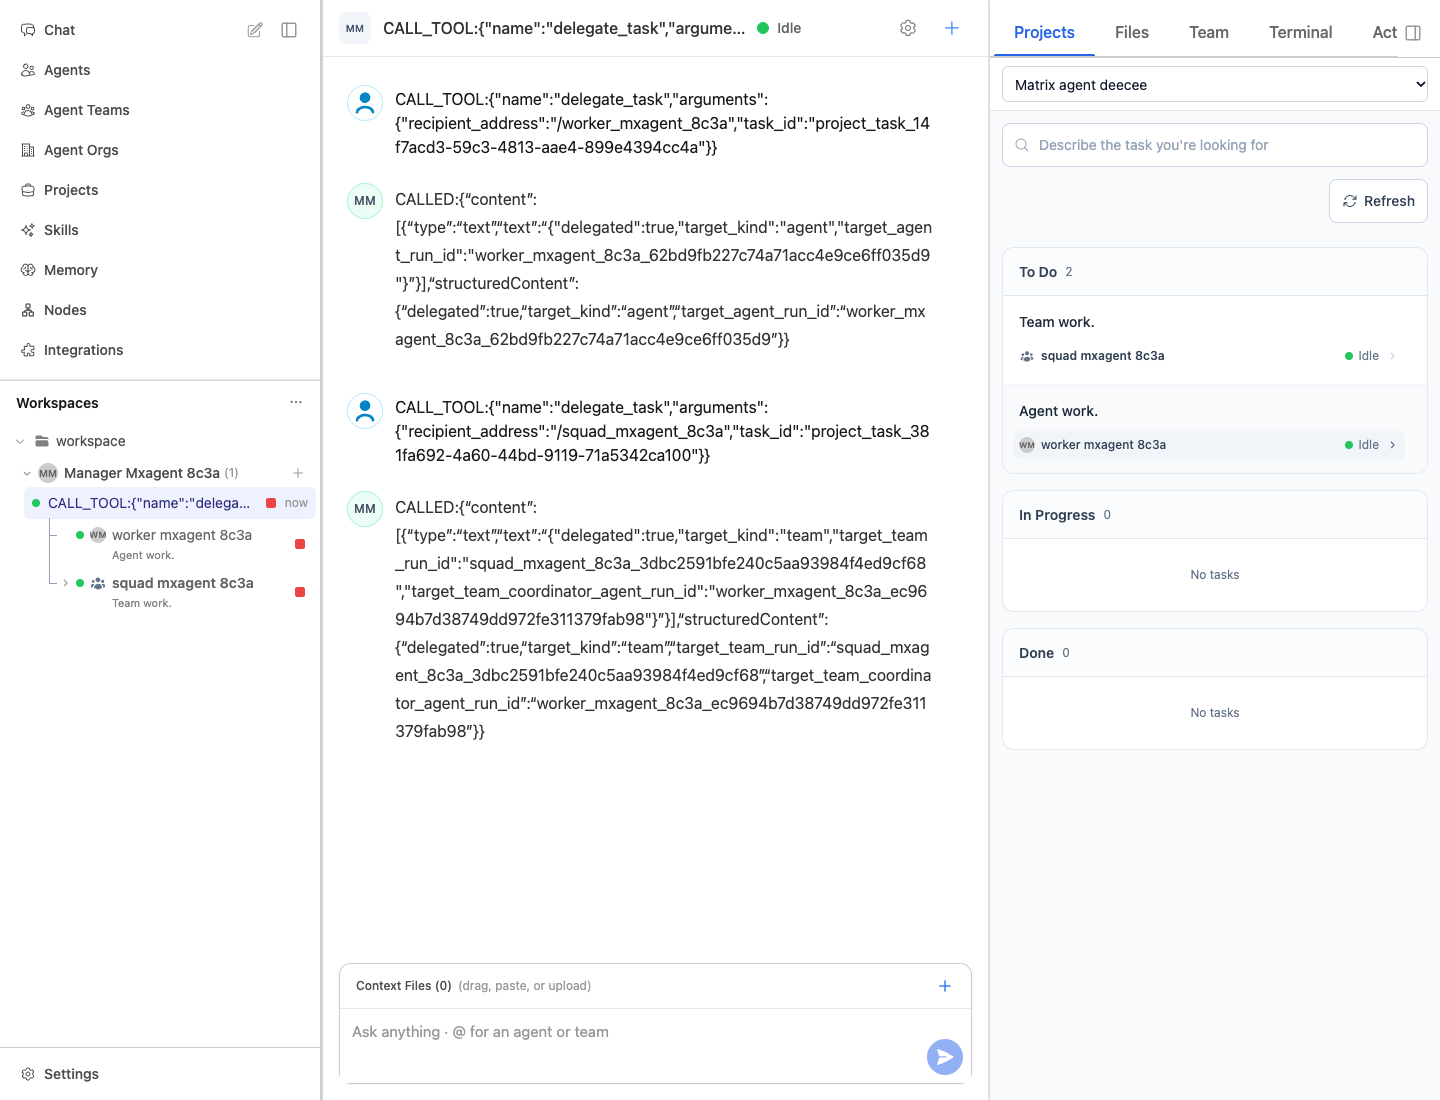 Chat
Agents
Agent Teams
Agent Orgs
Projects
Skills
Memory
Nodes
Integrations
Workspaces
workspace
MM Manager Mxagent 8c3a (1)
CALL_TOOL:{"name":"delega... now
WM worker mxagent 8c3a
Agent work.
squad mxagent 8c3a
Team work.
Settings
MM CALL_TOOL:{"name":"delegate_task","argume... Idle
CALL_TOOL:{"name":"delegate_task","arguments":
{"recipient_address":"/worker_mxagent_8c3a","task_id":"project_task_14
f7acd3-59c3-4813-aae4-899e4394cc4a"}}
MM CALLED:{“content”:
[{“type”:“text”,“text”:“{"delegated":true,"target_kind":"agent","target_agen
t_run_id":"worker_mxagent_8c3a_62bd9fb227c74a71acc4e9ce6ff035d9
"}”}],“structuredContent”:
{“delegated”:true,“target_kind”:“agent”,“target_agent_run_id”:“worker_mx
agent_8c3a_62bd9fb227c74a71acc4e9ce6ff035d9”}}
CALL_TOOL:{"name":"delegate_task","arguments":
{"recipient_address":"/squad_mxagent_8c3a","task_id":"project_task_38
1fa692-4a60-44bd-9119-71a5342ca100"}}
MM CALLED:{“content”:
[{“type”:“text”,“text”:“{"delegated":true,"target_kind":"team","target_team
_run_id":"squad_mxagent_8c3a_3dbc2591bfe240c5aa93984f4ed9cf68
","target_team_coordinator_agent_run_id":"worker_mxagent_8c3a_ec96
94b7d38749dd972fe311379fab98"}”}],“structuredContent”:
{“delegated”:true,“target_kind”:“team”,“target_team_run_id”:“squad_mxag
ent_8c3a_3dbc2591bfe240c5aa93984f4ed9cf68”,“target_team_coordina
tor_agent_run_id”:“worker_mxagent_8c3a_ec9694b7d38749dd972fe311
379fab98”}}
Context Files (0) (drag, paste, or upload)
Ask anything · @ for an agent or team
Projects Files Team Terminal Act
Matrix agent deecee
Describe the task you're looking for
Refresh
To Do 2
Team work.
squad mxagent 8c3a Idle
Agent work.
WM worker mxagent 8c3a Idle
In Progress 0
No tasks
Done 0
No tasks